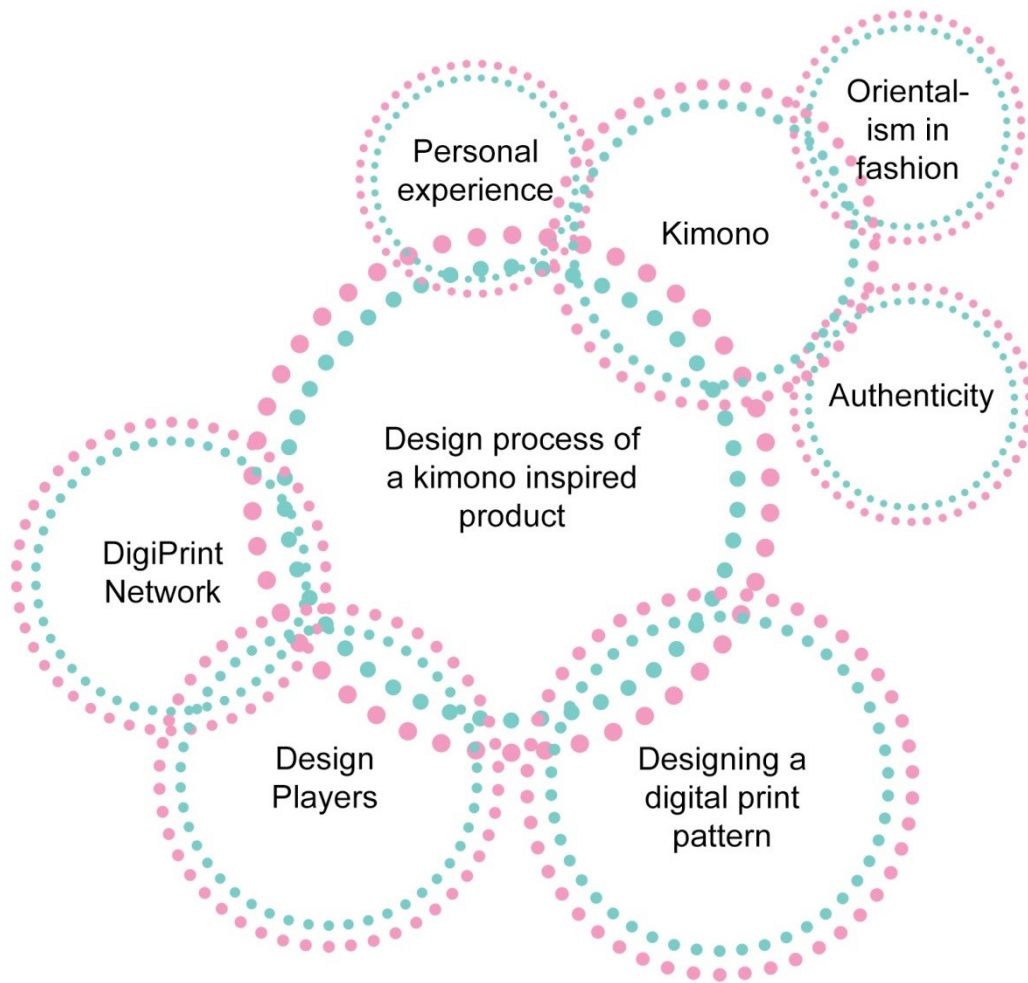 Personal
experience
Kimono
Oriental-
ism in
fashion
Authenticity
Design process of
a kimono inspired
product
DigiPrint
Network
Design
Players
Designing a
digital print
pattern